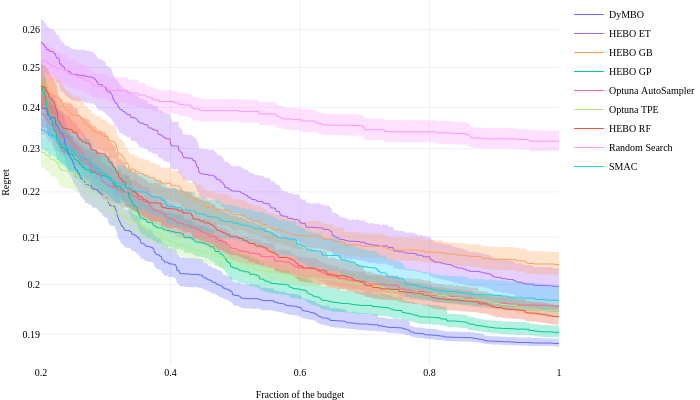 0.26
0.25
0.24
0.23
0.22
0.21
0.2
0.19
Regret
0.2
0.4
0.6
0.8
1
Fraction of the budget
DyMBO
HEBO ET
HEBO GB
HEBO GP
Optuna AutoSampler
Optuna TPE
HEBO RF
Random Search
SMAC